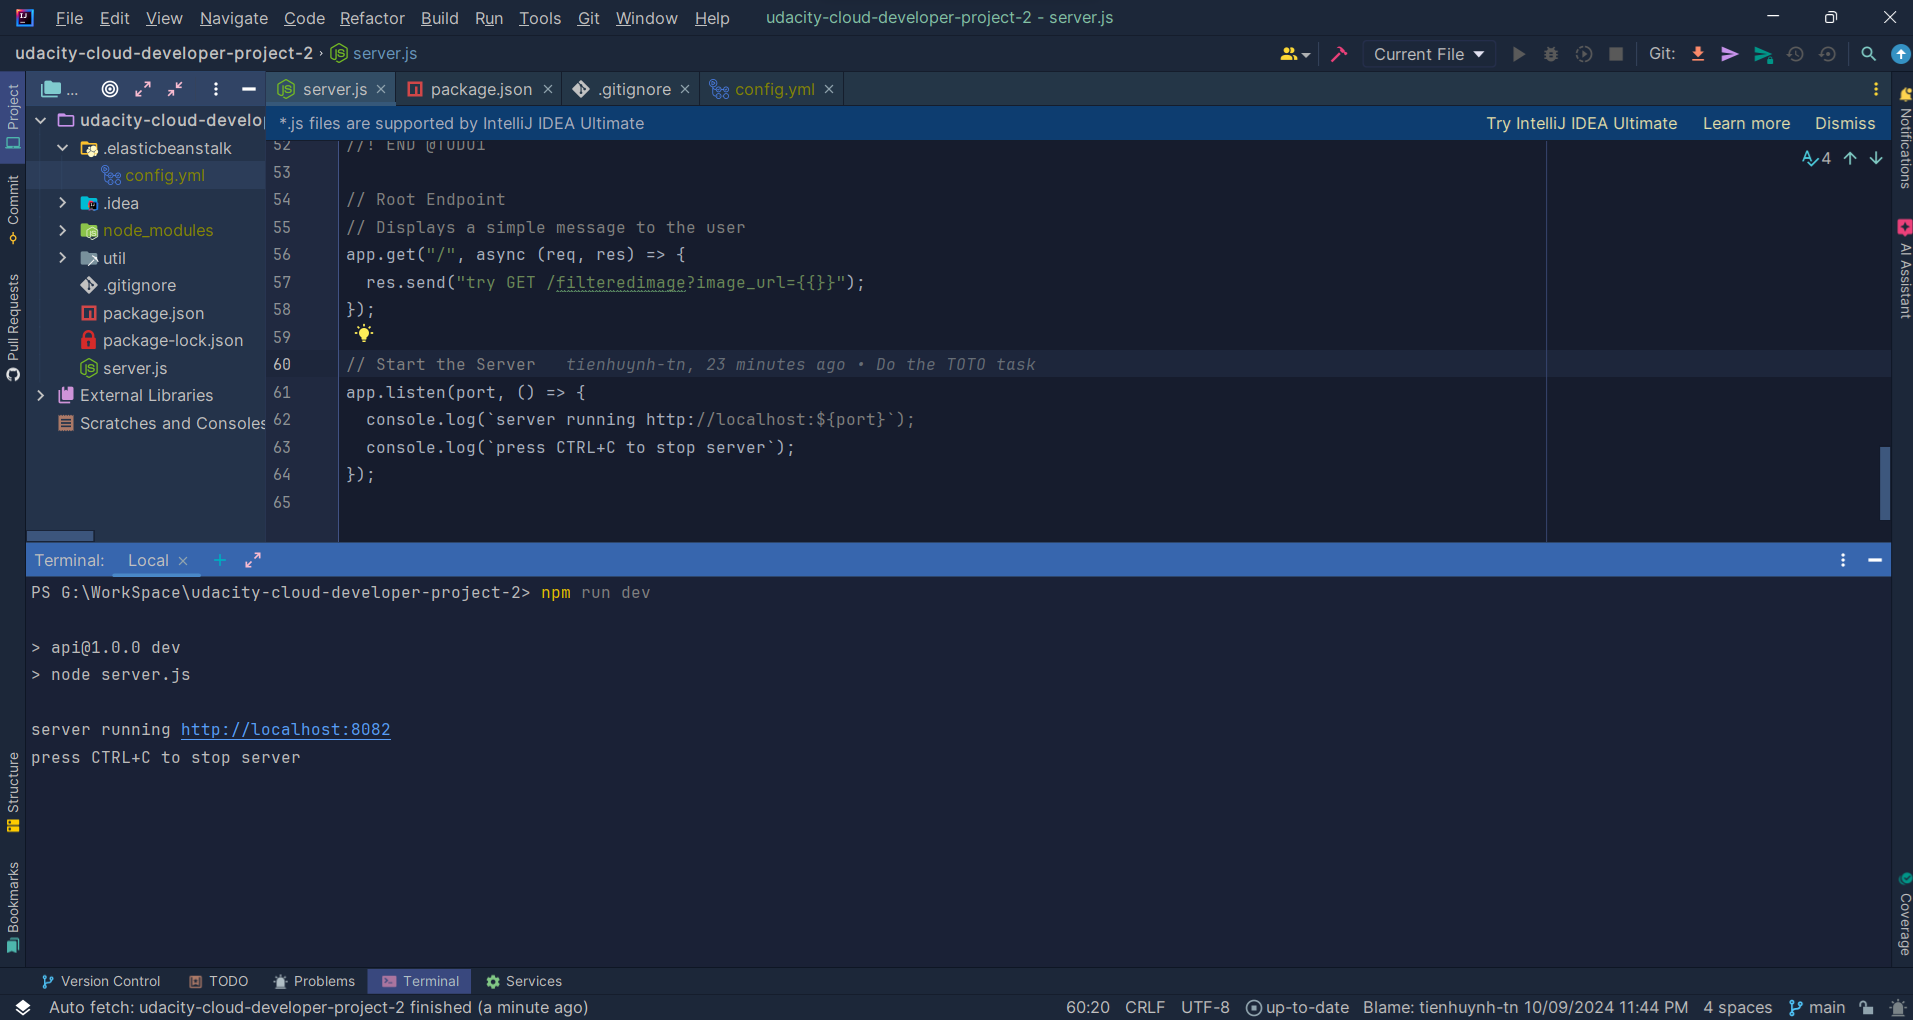 File Edit View Navigate Code Refactor Build Run Tools Git Window Help udacity-cloud-developer-project-2 - server.js
udacity-cloud-developer-project-2 › server.js Current File Git:
Project
Commit
Pull Requests
Structure
Bookmarks
...
server.js package.json .gitignore config.yml
udacity-cloud-develo
.elasticbeanstalk
config.yml
.idea
node_modules
util
.gitignore
package.json
package-lock.json
server.js
External Libraries
Scratches and Consoles
*.js files are supported by IntelliJ IDEA Ultimate Try IntelliJ IDEA Ultimate Learn more Dismiss
4
52 //! END @TODO1
53
54 // Root Endpoint
55 // Displays a simple message to the user
56 app.get("/", async (req, res) => {
57 res.send("try GET /filteredimage?image_url={{}}");
58 });
59
60 // Start the Server tienhuynh-tn, 23 minutes ago • Do the TOTO task
61 app.listen(port, () => {
62 console.log(`server running http://localhost:${port}`);
63 console.log(`press CTRL+C to stop server`);
64 });
65
Notifications
AI Assistant
Coverage
Terminal: Local
PS G:\WorkSpace\udacity-cloud-developer-project-2> npm run dev
> api@1.0.0 dev
> node server.js
server running http://localhost:8082
press CTRL+C to stop server
Version Control TODO Problems Terminal Services
Auto fetch: udacity-cloud-developer-project-2 finished (a minute ago) 60:20 CRLF UTF-8 up-to-date Blame: tienhuynh-tn 10/09/2024 11:44 PM 4 spaces main